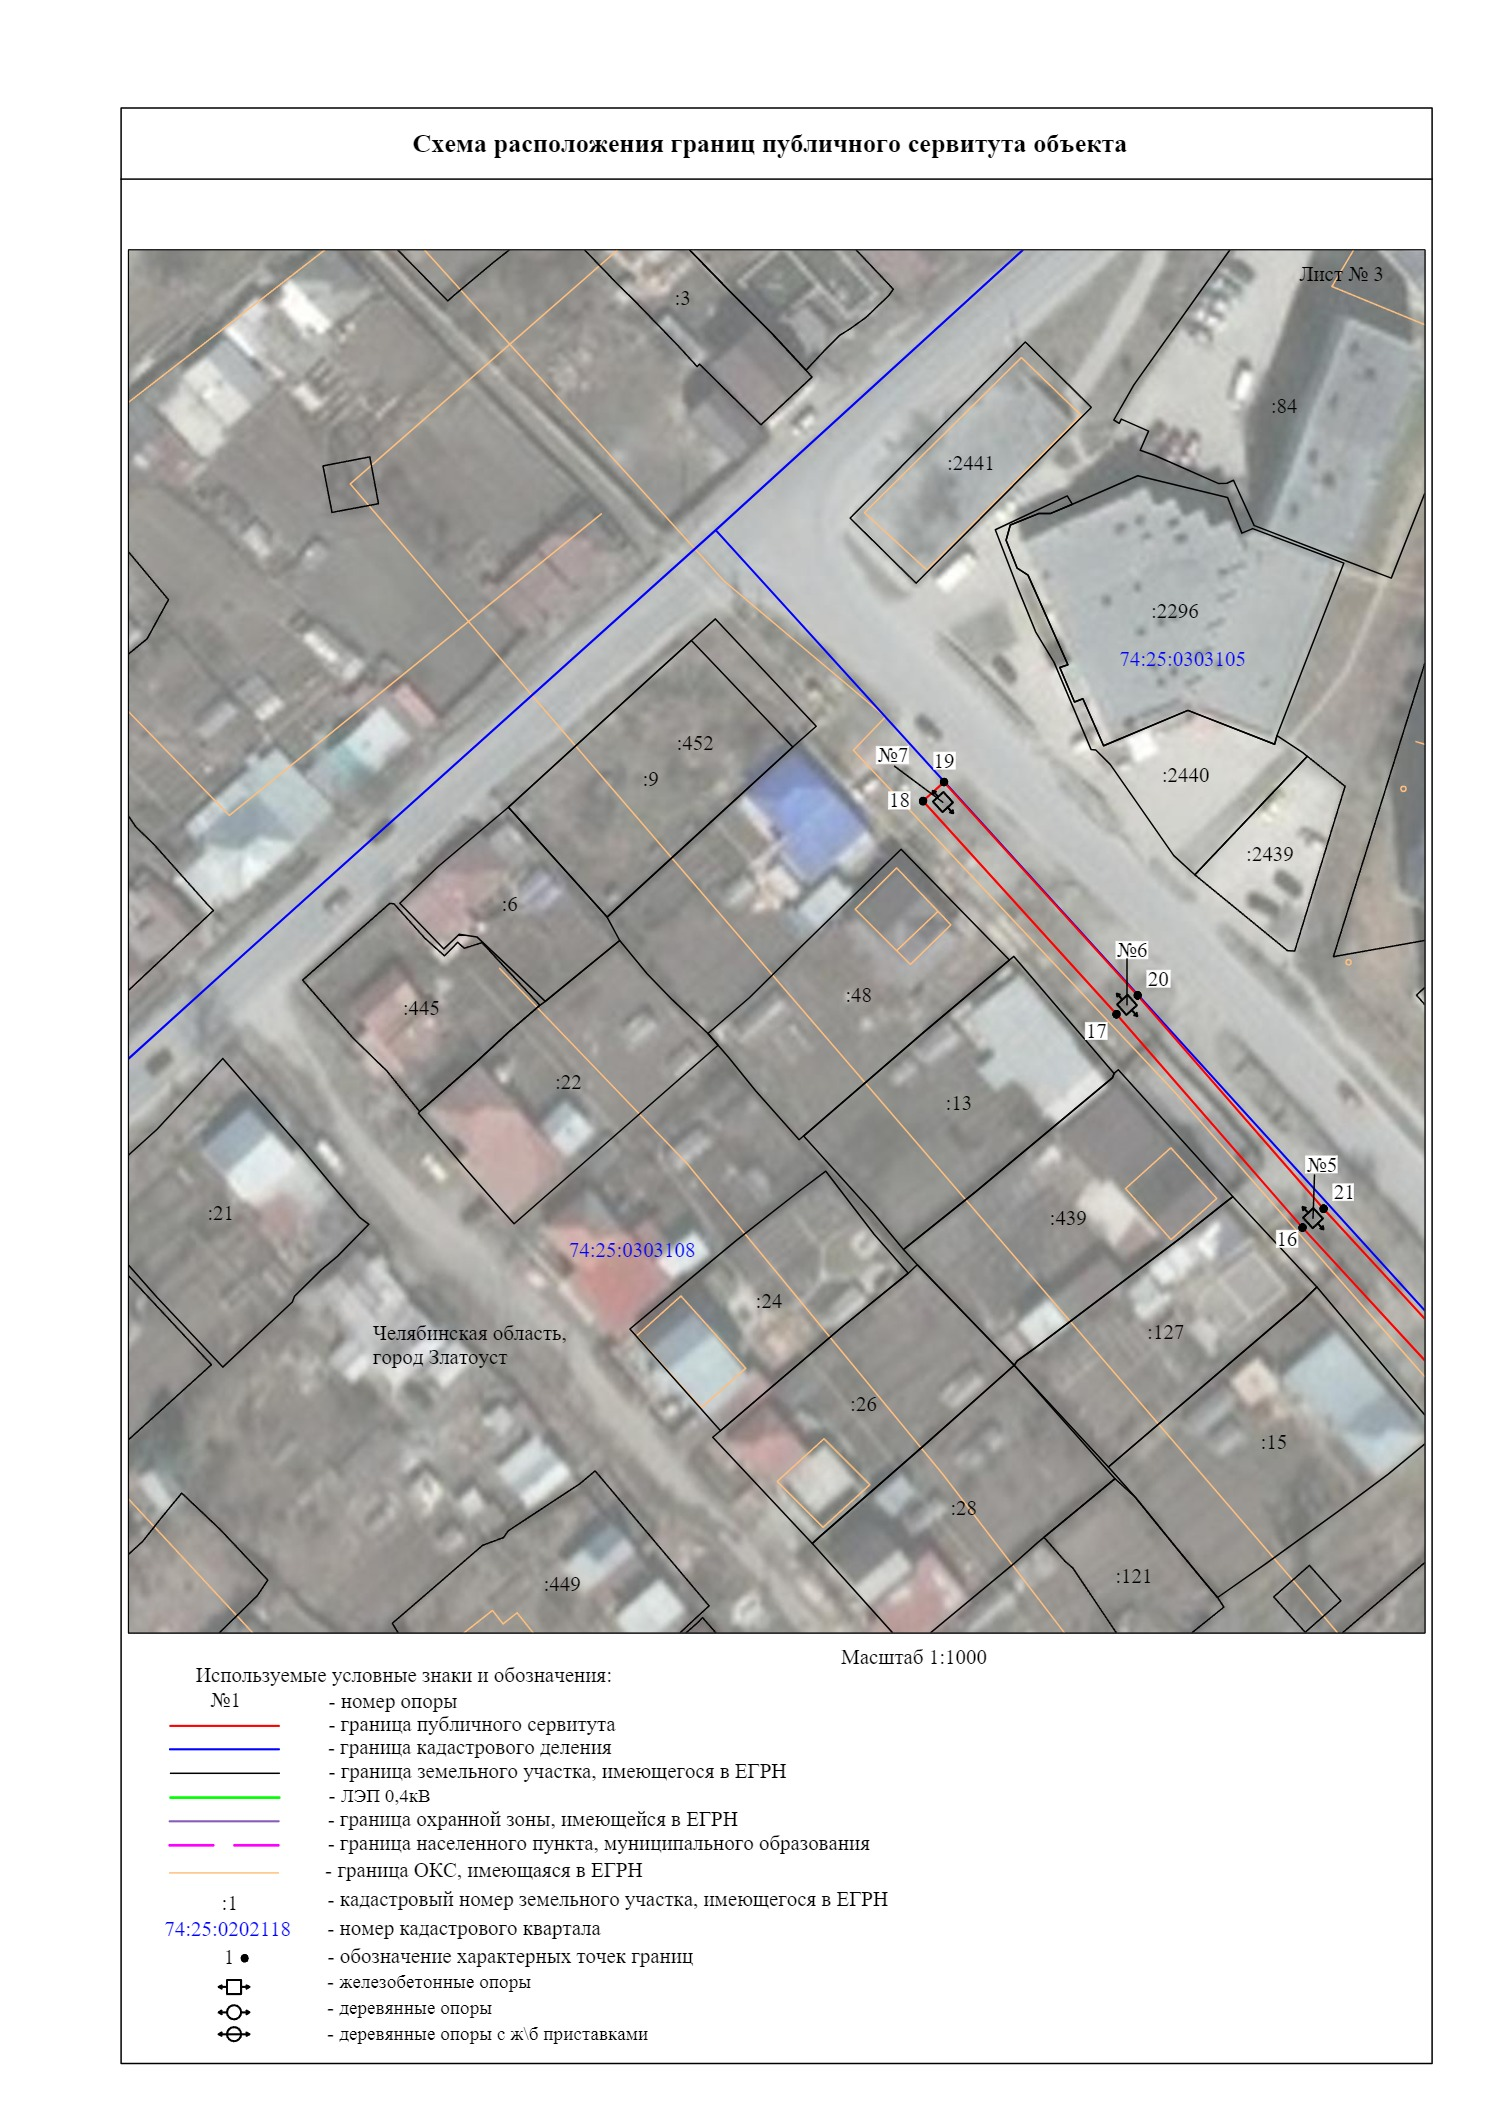 Схема расположения границ публичного сервитута объекта
Лист № 3
:3
:84
:2441
:2296
74:25:0303105
:452
:9
№7
19
18
:2440
:2439
:6
:445
:48
№6
20
17
:22
:13
№5
21
16
:21
:439
74:25:0303108
:24
:127
Челябинская область,
город Златоуст
:26
:15
:28
:121
:449
Масштаб 1:1000
Используемые условные знаки и обозначения:
№1 - номер опоры
- граница публичного сервитута
- граница кадастрового деления
- граница земельного участка, имеющегося в ЕГРН
- ЛЭП 0,4кВ
- граница охранной зоны, имеющейся в ЕГРН
- граница населенного пункта, муниципального образования
- граница ОКС, имеющаяся в ЕГРН
:1 - кадастровый номер земельного участка, имеющегося в ЕГРН
74:25:0202118 - номер кадастрового квартала
1 - обозначение характерных точек границ
- железобетонные опоры
- деревянные опоры
- деревянные опоры с ж\б приставками